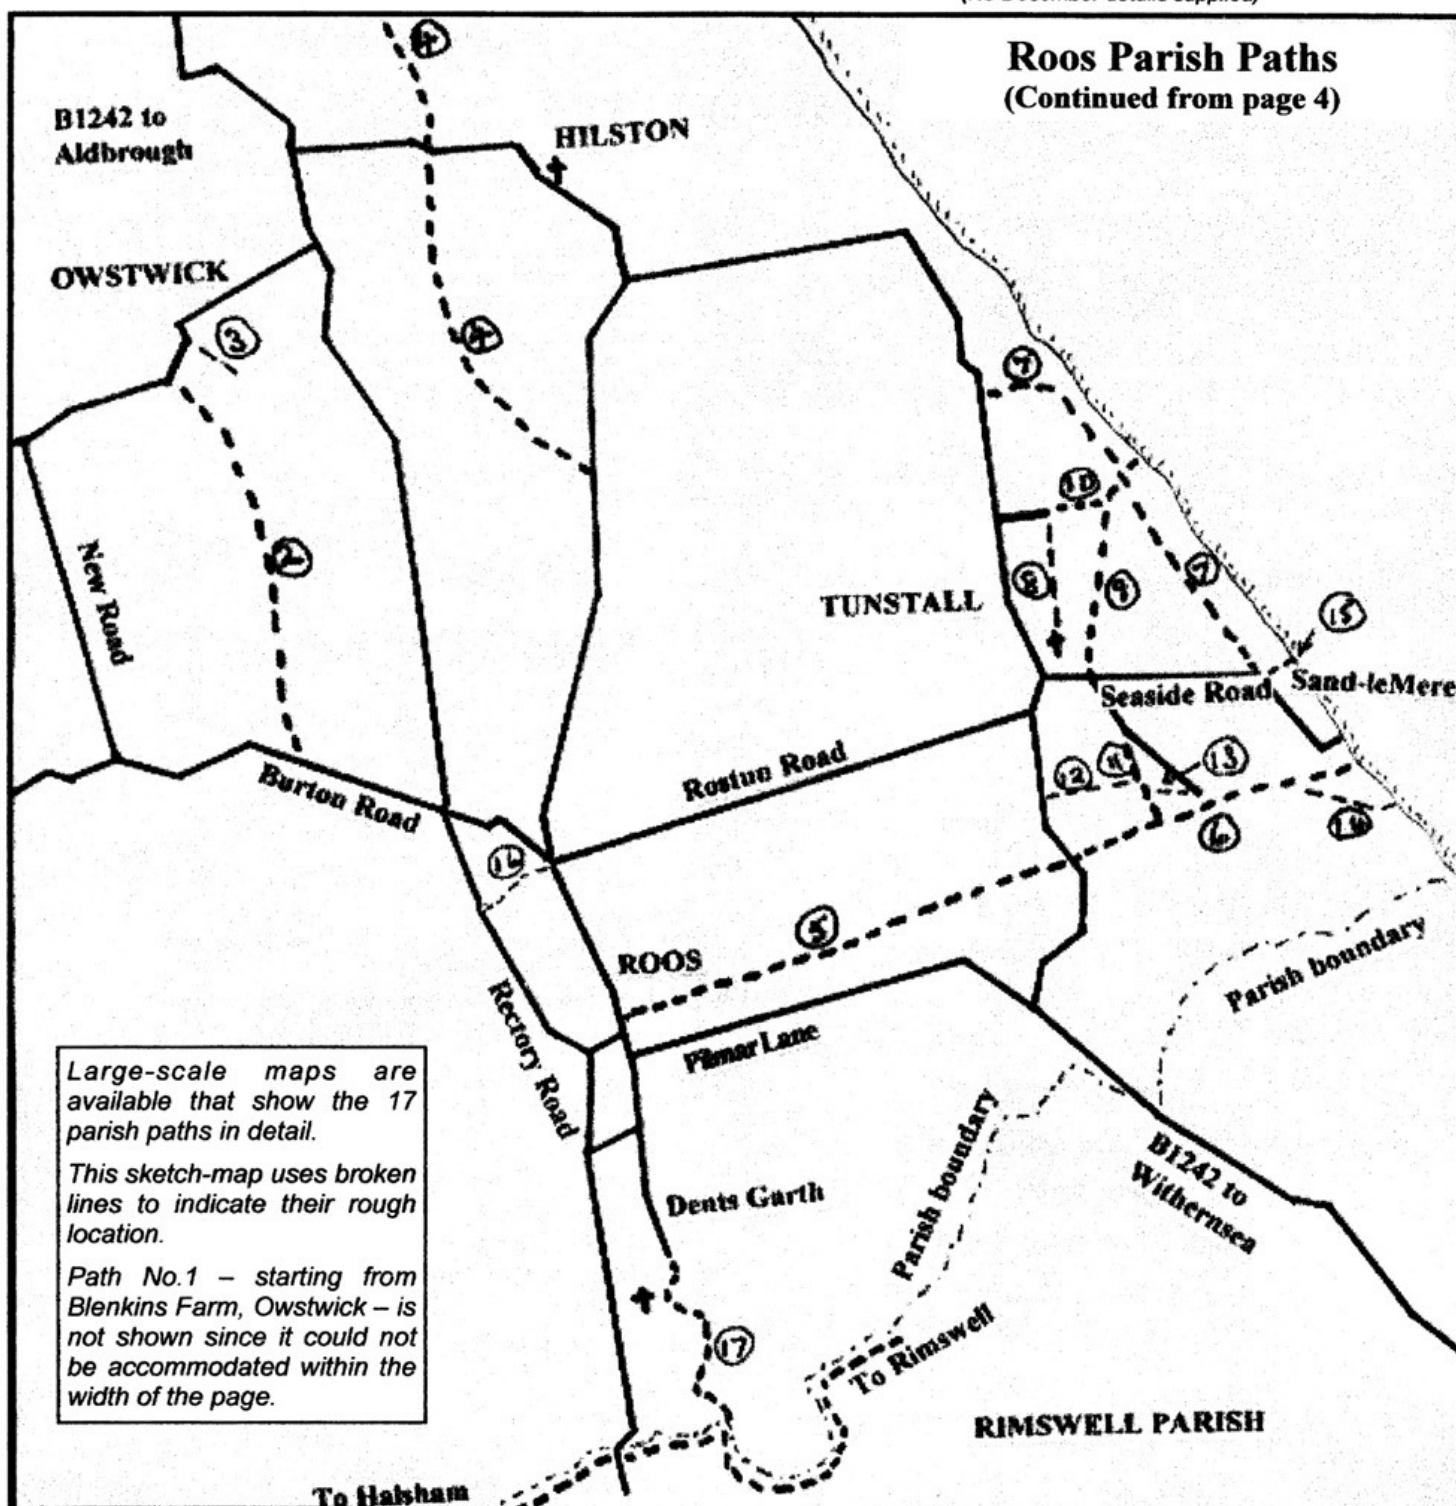 Roos Parish Paths
(Continued from page 4)
4
B1242 to
Aldbrough
HILSTON
OWSTWICK
3
4
7
10
2
New Road
8
9
7
TUNSTALL
15
Seaside Road
Sand-leMere
Rostun Road
12
11
13
Burton Road
6
14
16
5
ROOS
Parish boundary
Rectory Road
Pilmar Lane
Large-scale maps are
available that show the 17
parish paths in detail.
This sketch-map uses broken
lines to indicate their rough
location.
Path No.1 – starting from
Blenkins Farm, Owstwick – is
not shown since it could not
be accommodated within the
width of the page.
Parish boundary
B1242 to
Withernsea
Dents Garth
17
To Rimswell
RIMSWELL PARISH
To Halsham